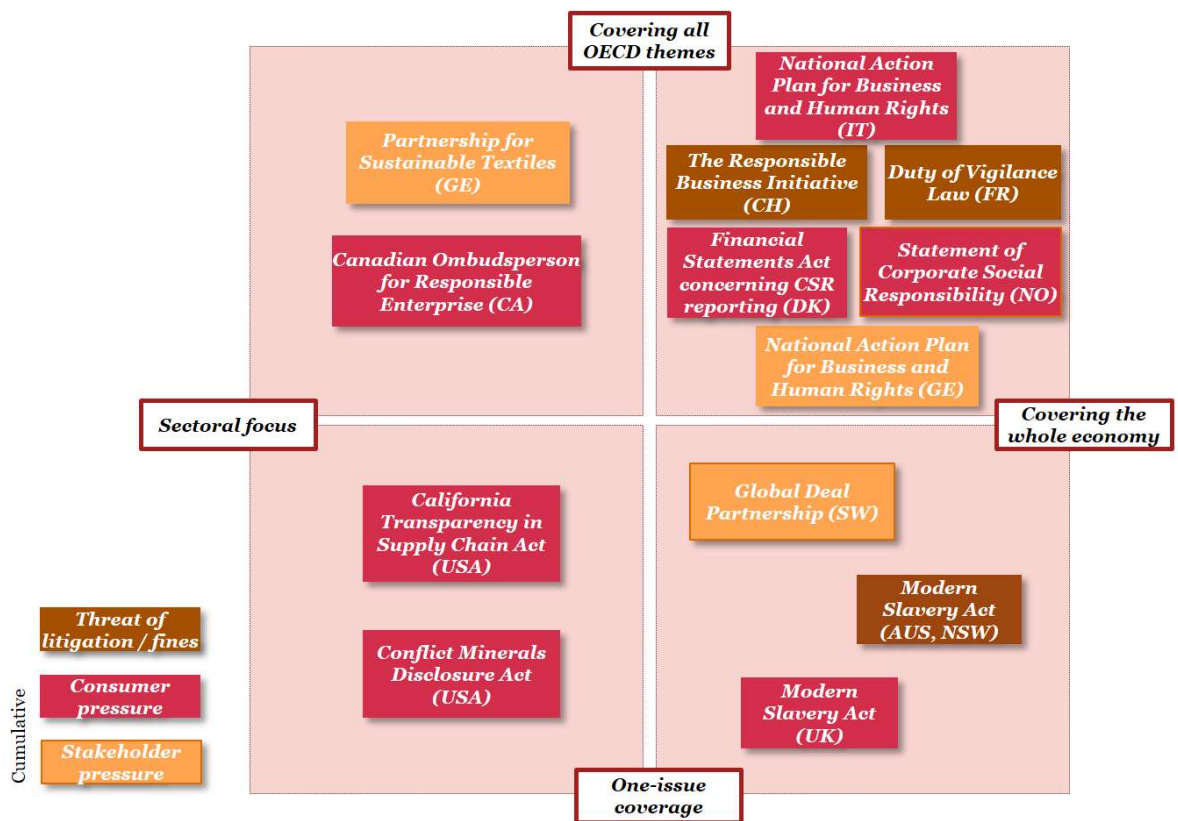 Covering all
OECD themes
National Action
Plan for Business
and Human Rights
(IT)
Partnership for
Sustainable Textiles
(GE)
The Responsible
Business Initiative
(CH)
Duty of Vigilance
Law (FR)
Canadian Ombudsperson
for Responsible
Enterprise (CA)
Financial
Statements Act
concerning CSR
reporting (DK)
Statement of
Corporate Social
Responsibility (NO)
National Action Plan
for Business and
Human Rights (GE)
Sectoral focus
Covering the
whole economy
California
Transparency in
Supply Chain Act
(USA)
Global Deal
Partnership (SW)
Modern
Slavery Act
(AUS, NSW)
Conflict Minerals
Disclosure Act
(USA)
Modern
Slavery Act
(UK)
One-issue
coverage
Cumulative
Threat of
litigation / fines
Consumer
pressure
Stakeholder
pressure